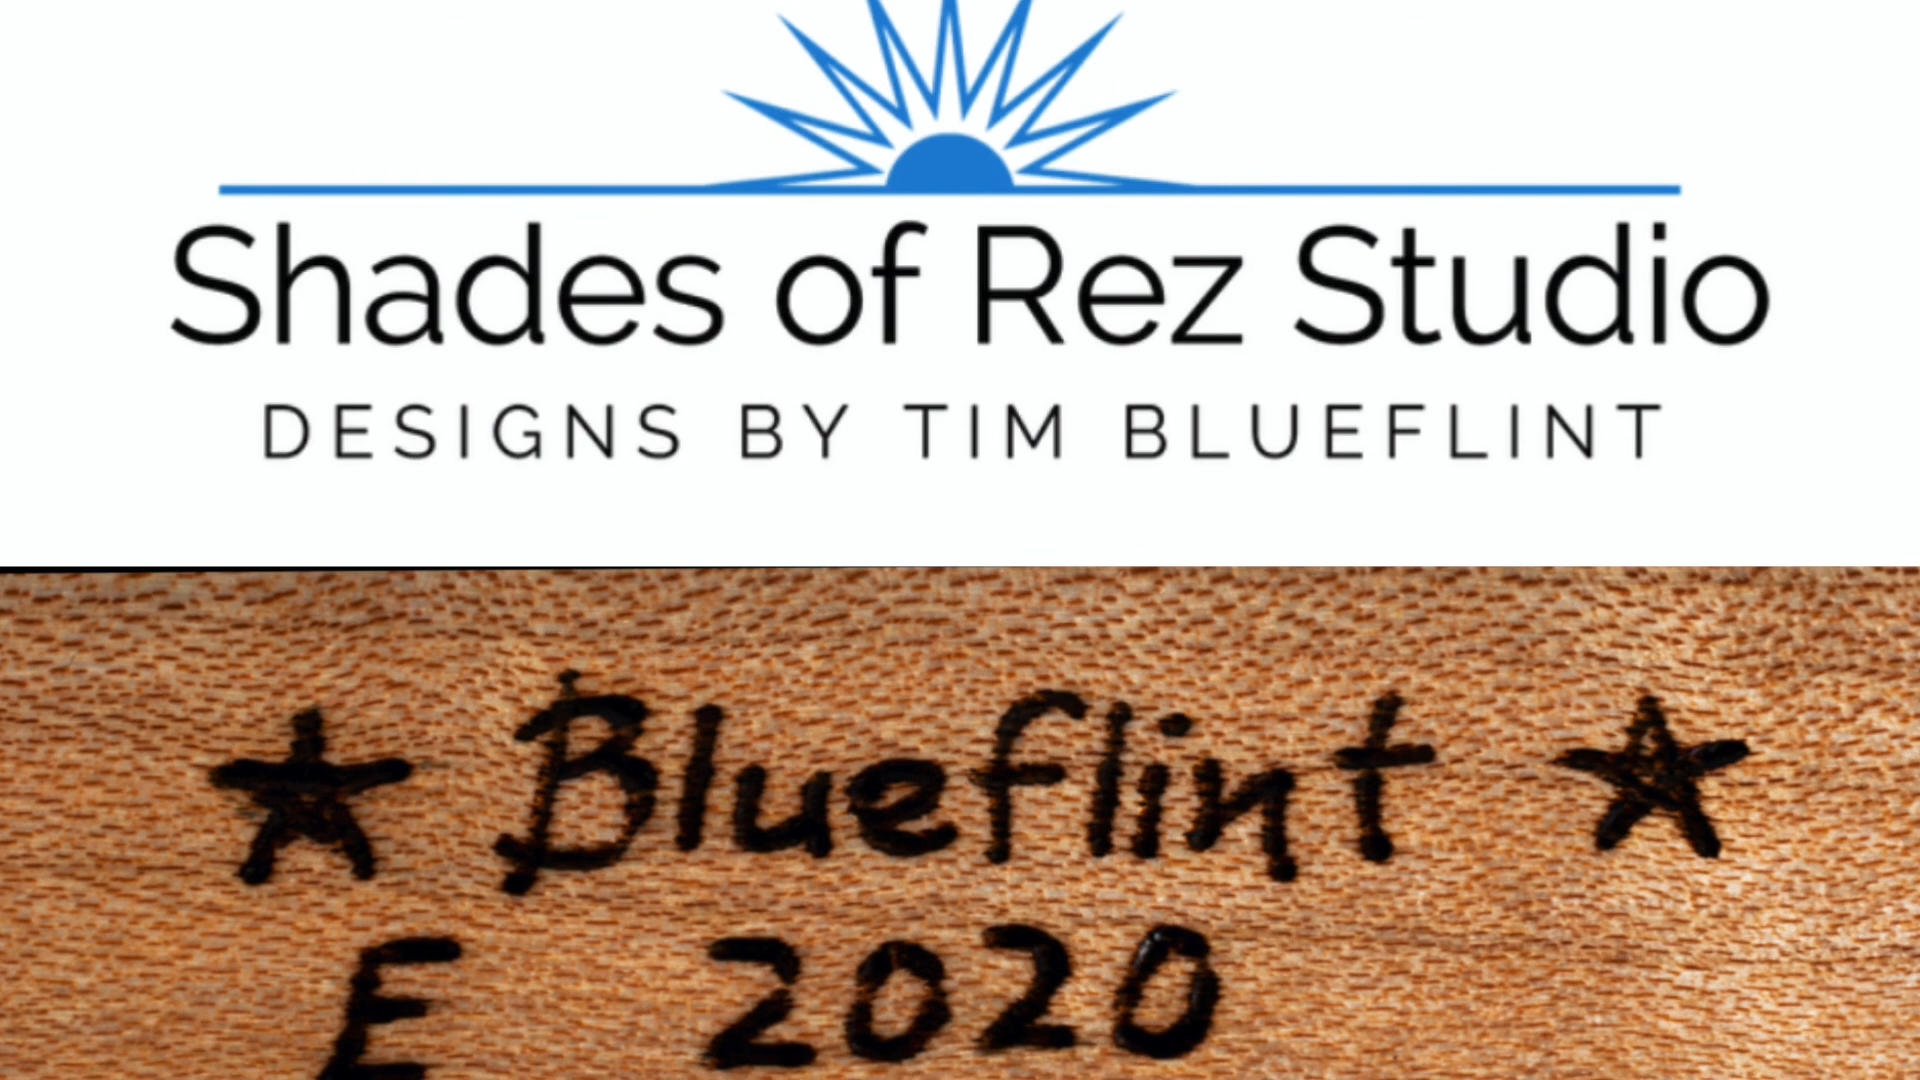 Shades of Rez Studio
DESIGNS BY TIM BLUEFLINT
Blueflint
E 2020